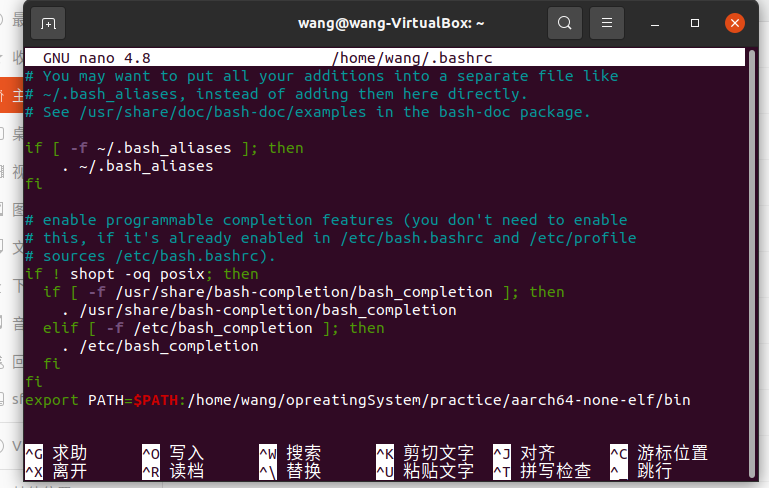 wang@wang-VirtualBox: ~
GNU nano 4.8 /home/wang/.bashrc
# You may want to put all your additions into a separate file like
# ~/.bash_aliases, instead of adding them here directly.
# See /usr/share/doc/bash-doc/examples in the bash-doc package.
if [ -f ~/.bash_aliases ]; then
    . ~/.bash_aliases
fi
# enable programmable completion features (you don't need to enable
# this, if it's already enabled in /etc/bash.bashrc and /etc/profile
# sources /etc/bash.bashrc).
if ! shopt -oq posix; then
  if [ -f /usr/share/bash-completion/bash_completion ]; then
    . /usr/share/bash-completion/bash_completion
  elif [ -f /etc/bash_completion ]; then
    . /etc/bash_completion
  fi
fi
export PATH=$PATH:/home/wang/opreatingSystem/practice/aarch64-none-elf/bin
^G 求助 ^O 写入 ^W 搜索 ^K 剪切文字 ^J 对齐 ^C 游标位置
^X 离开 ^R 读档 ^\ 替换 ^U 粘贴文字 ^T 拼写检查 ^_ 跳行